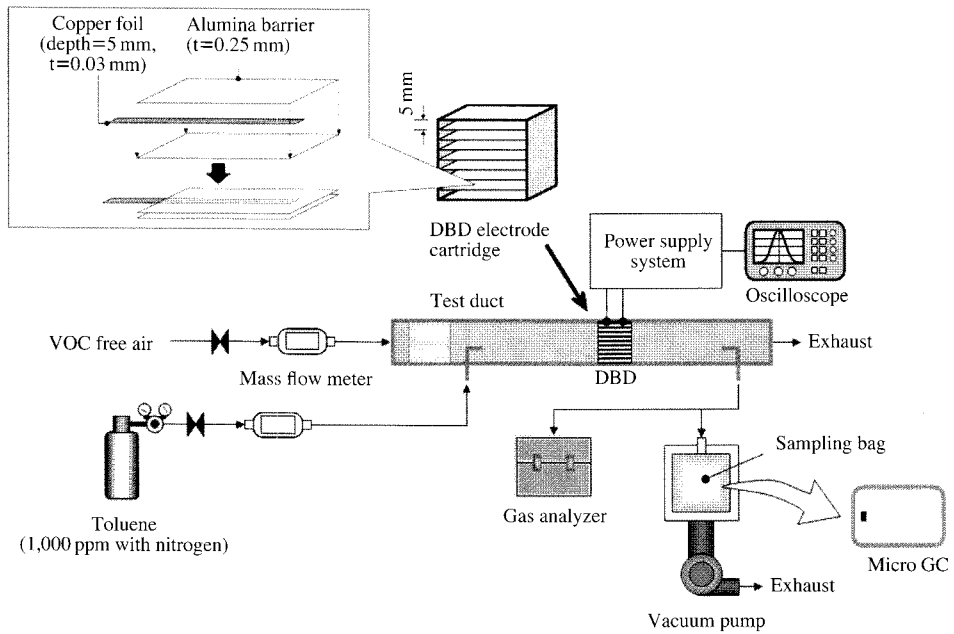 Copper foil
(depth=5 mm,
t=0.03 mm)
Alumina barrier
(t=0.25 mm)
5 mm
DBD electrode
cartridge
Power supply
system
Oscilloscope
Test duct
VOC free air
Mass flow meter
DBD
Exhaust
Toluene
(1,000 ppm with nitrogen)
Gas analyzer
Sampling bag
Micro GC
Exhaust
Vacuum pump